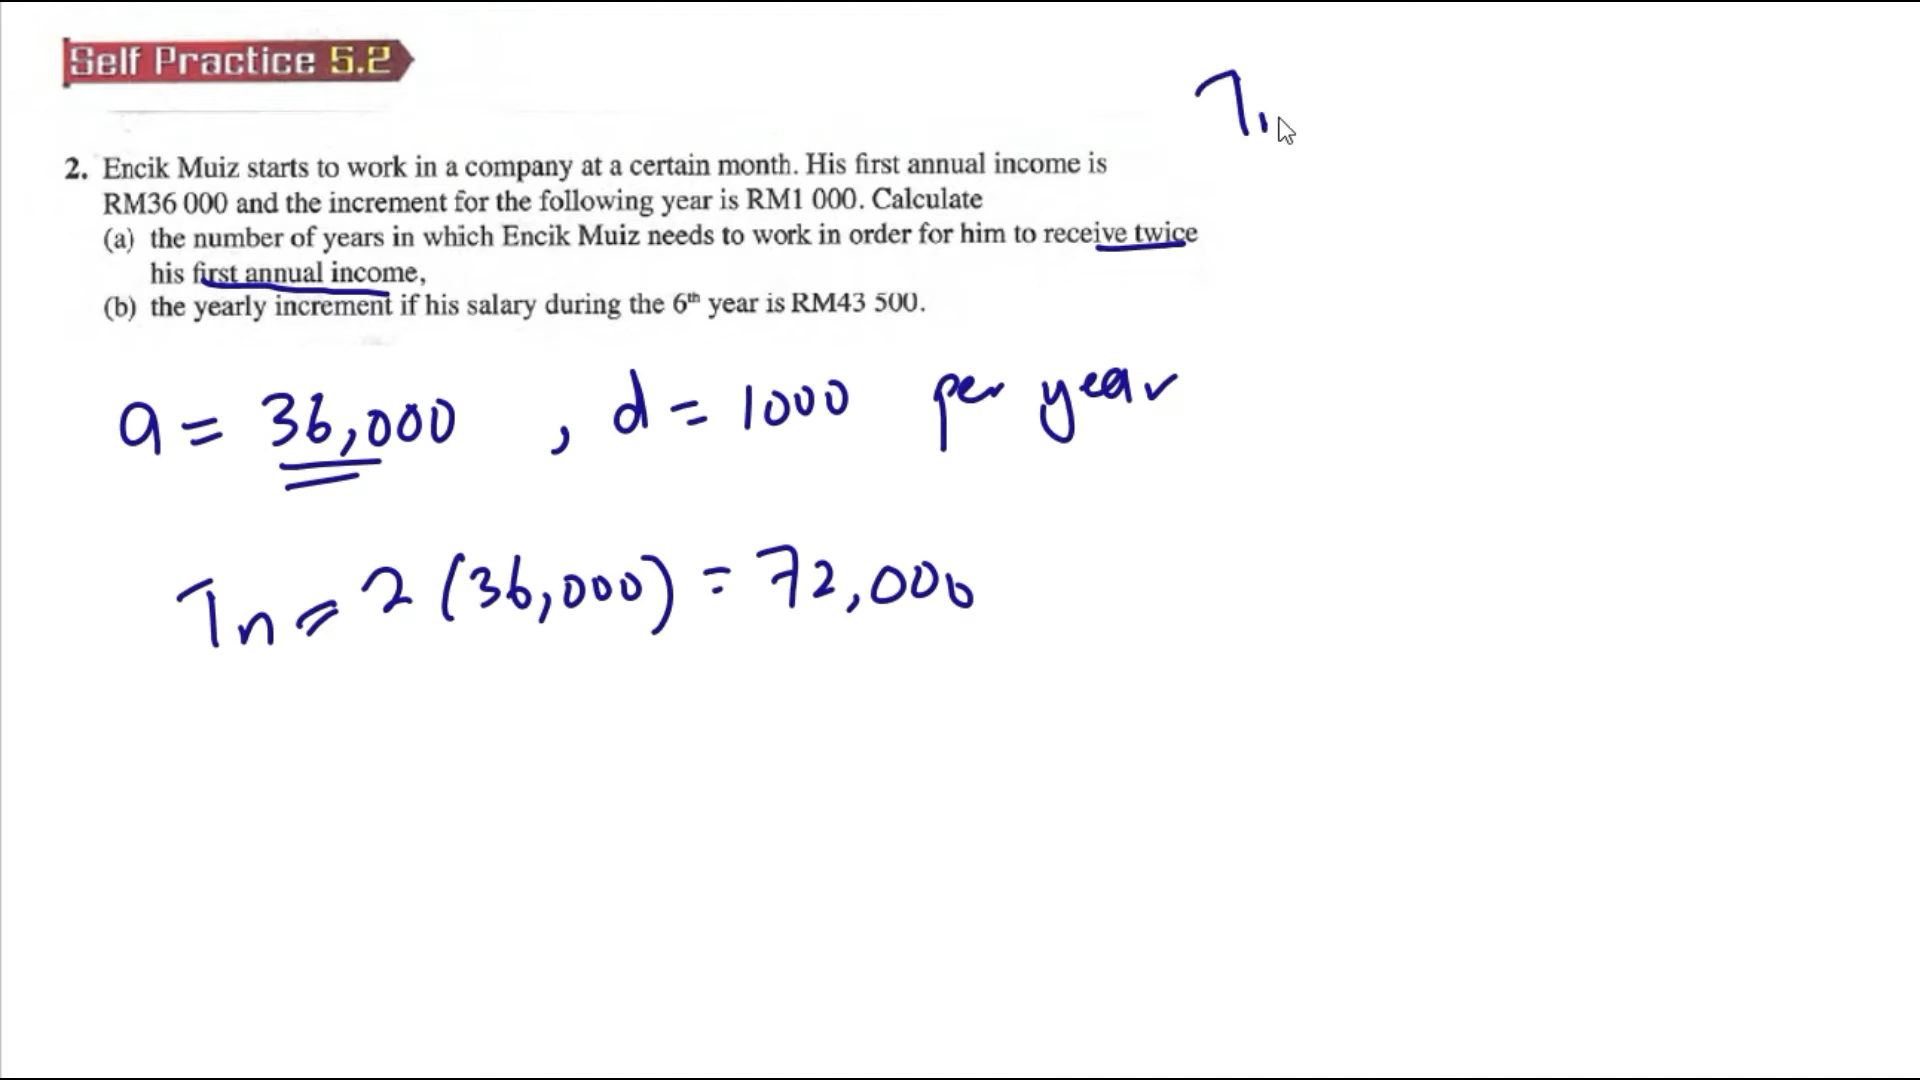 Self Practice 5.2
2. Encik Muiz starts to work in a company at a certain month. His first annual income is
RM36 000 and the increment for the following year is RM1 000. Calculate
(a) the number of years in which Encik Muiz needs to work in order for him to receive twice
his first annual income,
(b) the yearly increment if his salary during the 6th year is RM43 500.
a = 36,000 , d = 1000 per year
Tn = 2 (36,000) = 72,000